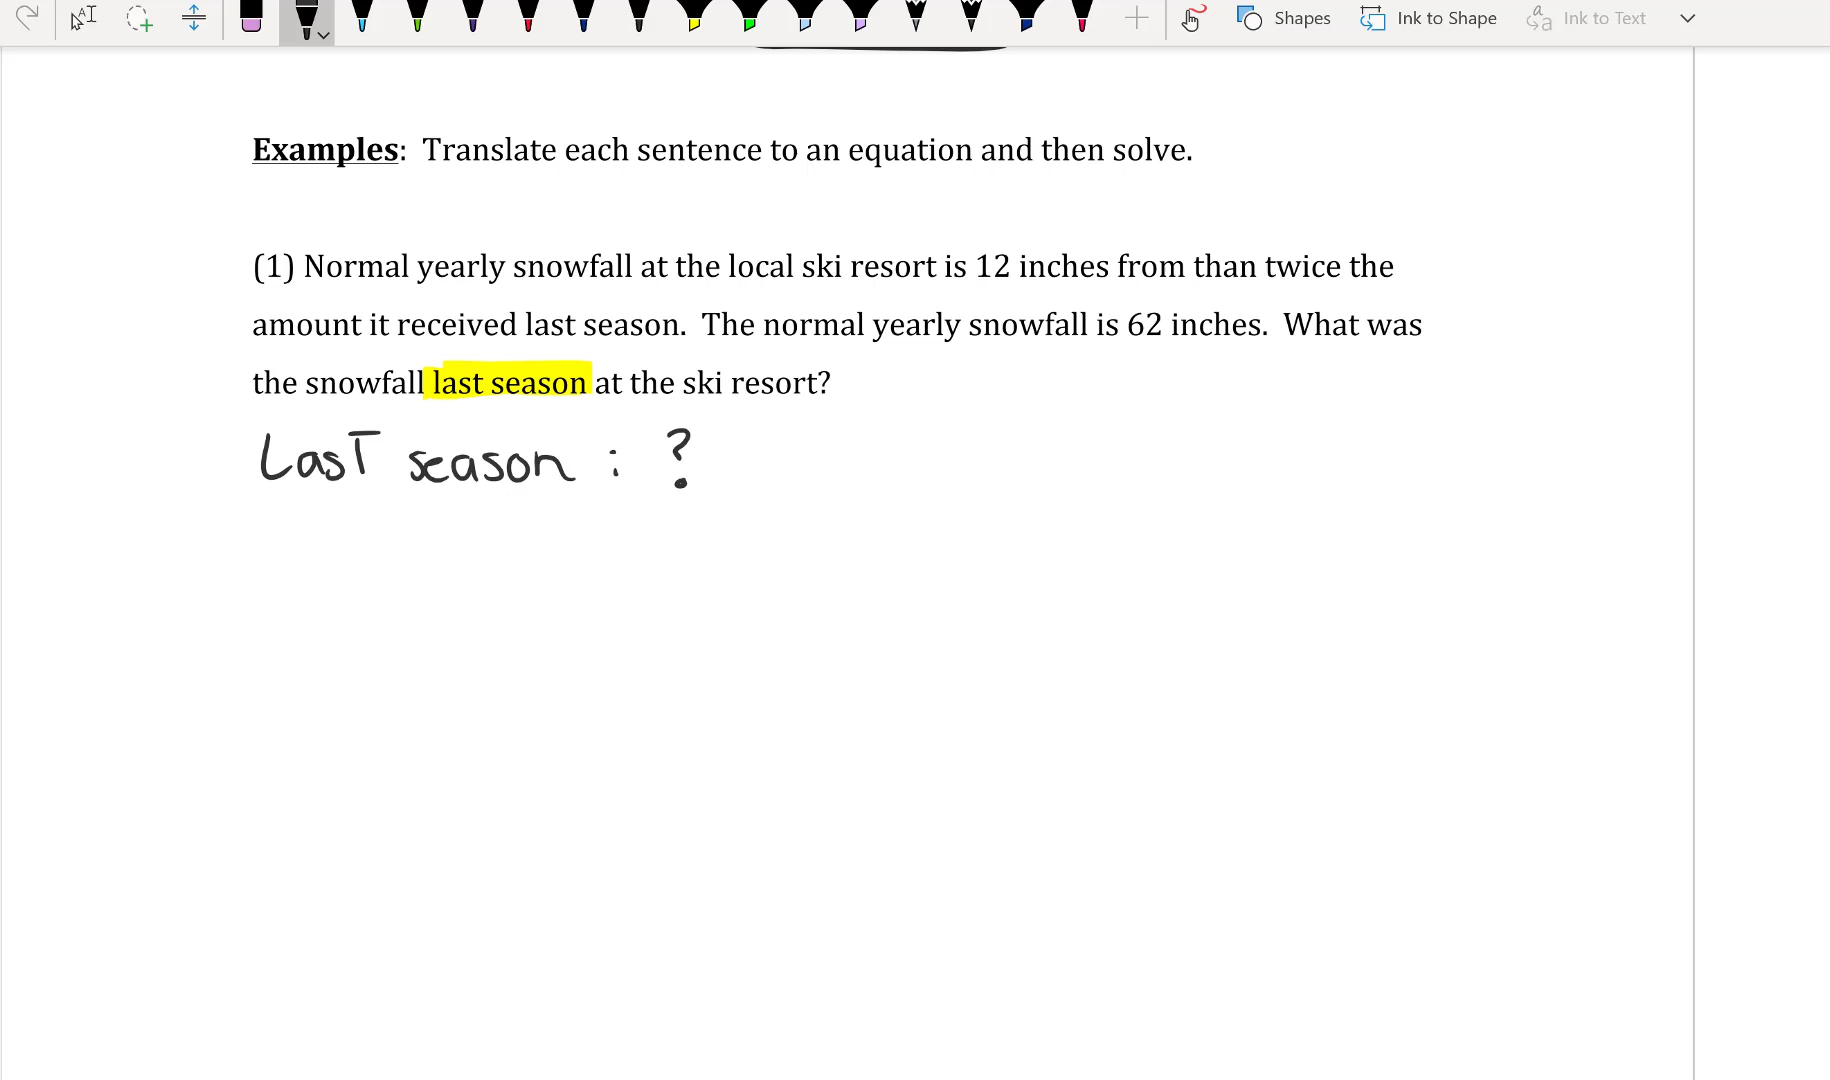 Shapes Ink to Shape Ink to Text
Examples: Translate each sentence to an equation and then solve.
(1) Normal yearly snowfall at the local ski resort is 12 inches from than twice the
amount it received last season. The normal yearly snowfall is 62 inches. What was
the snowfall last season at the ski resort?
Last season : ?